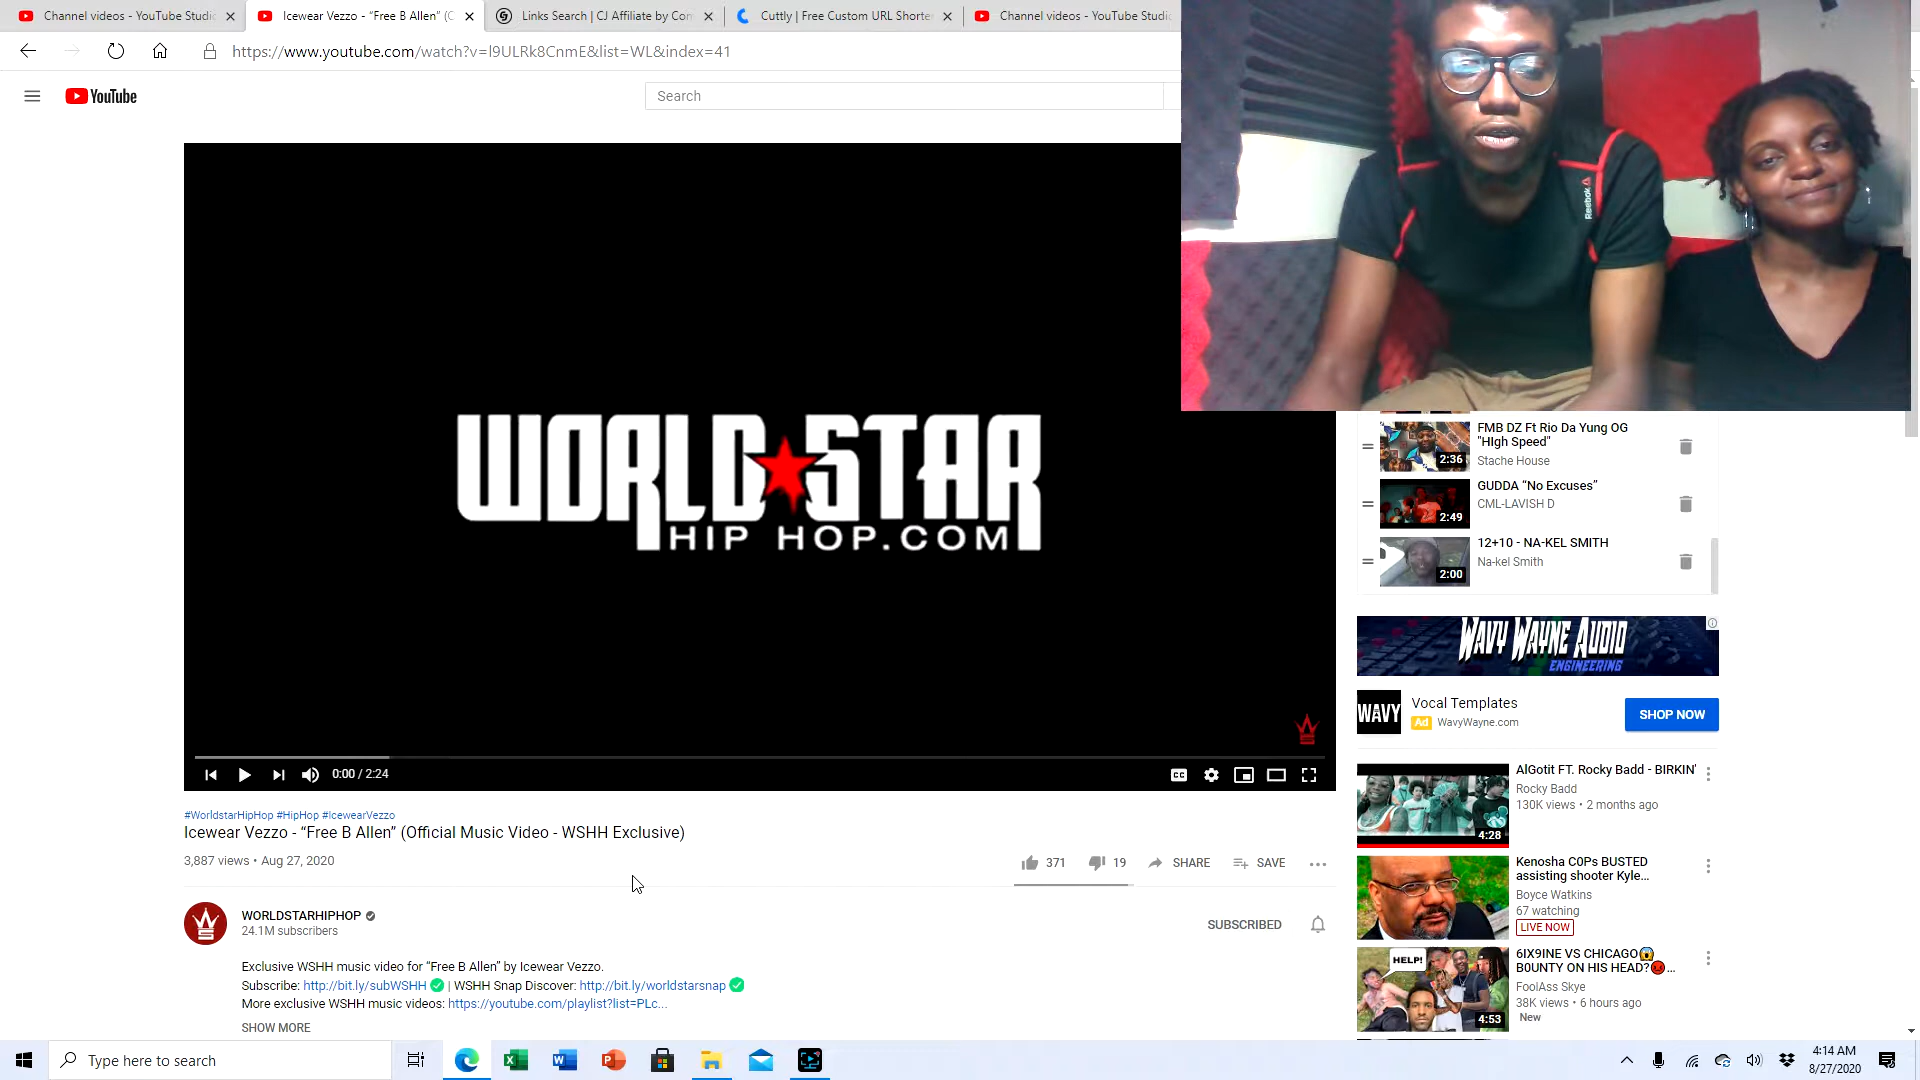 Channel videos - YouTube Studi
Icewear Vezzo - “Free B Allen” (C
Links Search | CJ Affiliate by Con
Cuttly | Free Custom URL Shorte
Channel videos - YouTube Studi
https://www.youtube.com/watch?v=l9ULRk8CnmE&list=WL&index=41
YouTube
Search
Reebok
WORLD STAR
HIP HOP.COM
0:00 / 2:24
CC
#WorldstarHipHop #HipHop #IcewearVezzo
Icewear Vezzo - “Free B Allen” (Official Music Video - WSHH Exclusive)
3,887 views • Aug 27, 2020
371
19
SHARE
SAVE
WORLDSTARHIPHOP
24.1M subscribers
SUBSCRIBED
Exclusive WSHH music video for “Free B Allen” by Icewear Vezzo.
Subscribe: http://bit.ly/subWSHH | WSHH Snap Discover: http://bit.ly/worldstarsnap
More exclusive WSHH music videos: https://youtube.com/playlist?list=PLc...
SHOW MORE
FMB DZ Ft Rio Da Yung OG
"HIgh Speed"
Stache House
2:36
GUDDA “No Excuses”
CML-LAVISH D
2:49
12+10 - NA-KEL SMITH
Na-kel Smith
2:00
WAVY WAYNE AUDIO
ENGINEERING
WAVY
Vocal Templates
Ad WavyWayne.com
SHOP NOW
AlGotit FT. Rocky Badd - BIRKIN'
Rocky Badd
130K views • 2 months ago
4:28
Kenosha C0Ps BUSTED
assisting shooter Kyle...
Boyce Watkins
67 watching
LIVE NOW
HELP!
6IX9INE VS CHICAGO
B0UNTY ON HIS HEAD? ...
FoolAss Skye
38K views • 6 hours ago
New
4:53
Type here to search
4:14 AM
8/27/2020